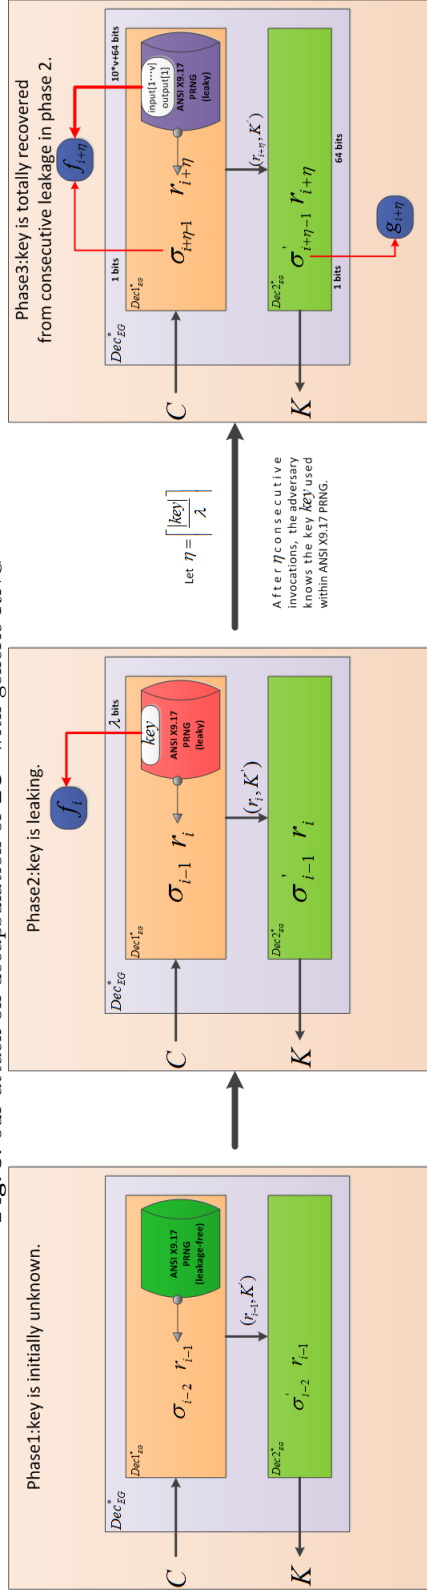 Phase1:key is initially unknown.
Dec*EG
Dec1*EG
C
σi−2 ri−1
ANSI X9.17
PRNG
(leakage-free)
(ri−1,K')
Dec2*EG
σ'i−2 ri−1
K
Phase2:key is leaking.
fi
λ bits
Dec*EG
Dec1*EG
C
σi−1 ri
key
ANSI X9.17
PRNG
(leaky)
(ri,K')
Dec2*EG
σ'i−1 ri
K
Let η = ⌈|key|/λ⌉
After η consecutive
invocations, the adversary
knows the key key used
within ANSI X9.17 PRNG.
Phase3:key is totally recovered
from consecutive leakage in phase 2.
fi+η
1 bits
10*v+64 bits
Dec*EG
Dec1*EG
C
σi+η−1 ri+η
input[1···v]
output[1]
ANSI X9.17
PRNG
(leaky)
(ri+η,K')
Dec2*EG
σ'i+η−1 ri+η
K
1 bits
64 bits
gi+η